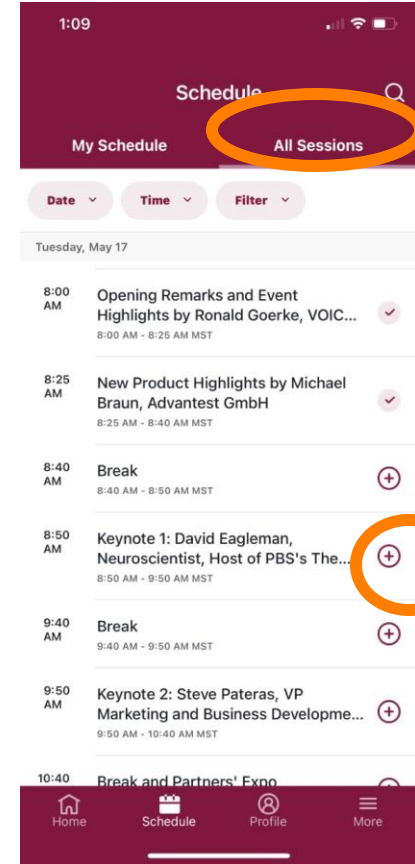 1:09
Schedule
My Schedule
All Sessions
Date
Time
Filter
Tuesday, May 17
8:00 AM
Opening Remarks and Event
Highlights by Ronald Goerke, VOIC...
8:00 AM - 8:25 AM MST
8:25 AM
New Product Highlights by Michael
Braun, Advantest GmbH
8:25 AM - 8:40 AM MST
8:40 AM
Break
8:40 AM - 8:50 AM MST
8:50 AM
Keynote 1: David Eagleman,
Neuroscientist, Host of PBS's The...
8:50 AM - 9:50 AM MST
9:40 AM
Break
9:40 AM - 9:50 AM MST
9:50 AM
Keynote 2: Steve Pateras, VP
Marketing and Business Developme...
9:50 AM - 10:40 AM MST
10:40
Break and Partners' Expo
Home
Schedule
Profile
More